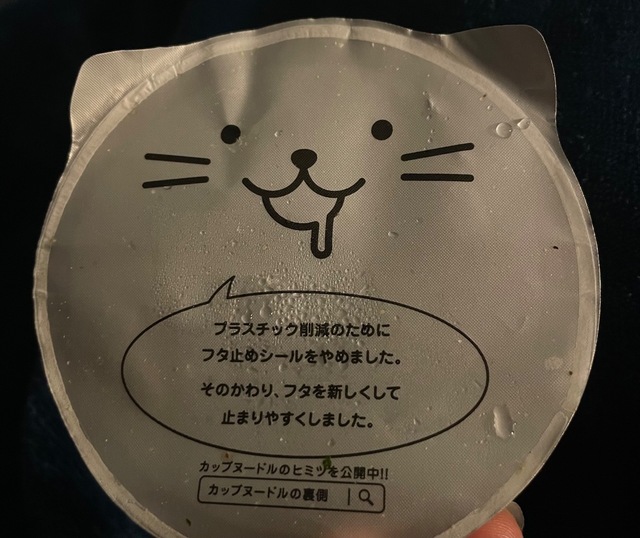 プラスチック削減のために
フタ止めシールをやめました。
そのかわり、フタを新しくして
止まりやすくしました。
カップヌードルのヒミツを公開中!!
カップヌードルの裏側